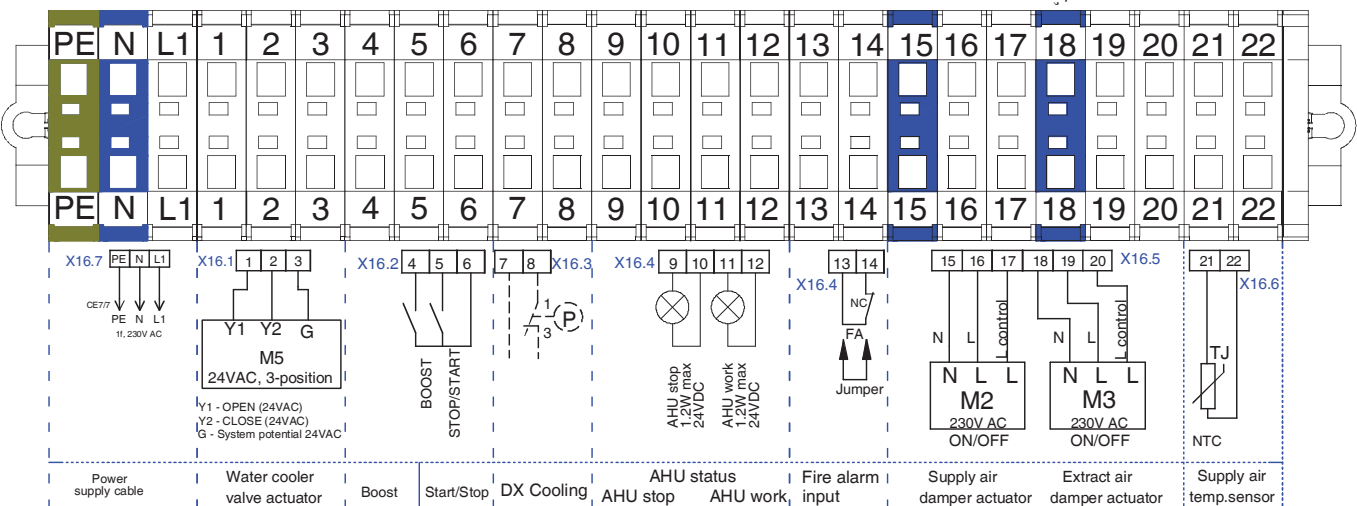 PE N L1 1 2 3 4 5 6 7 8 9 10 11 12 13 14 15 16 17 18 19 20 21 22
PE N L1 1 2 3 4 5 6 7 8 9 10 11 12 13 14 15 16 17 18 19 20 21 22
X16.7 PE N L1
CE7/7
PE N L1
1f, 230V AC
X16.1 1 2 3
Y1 Y2 G
M5
24VAC, 3-position
Y1 - OPEN (24VAC)
Y2 - CLOSE (24VAC)
G - System potential 24VAC
X16.2 4 5 6
BOOST
STOP/START
7 8 X16.3
1
P
3
X16.4 9 10 11 12
AHU stop
1.2W max
24VDC
AHU work
1.2W max
24VDC
13 14
X16.4
NC
FA
Jumper
15 16 17 18 19 20 X16.5
N L L control
N L L
M2
230V AC
ON/OFF
N L L control
N L L
M3
230V AC
ON/OFF
21 22
X16.6
TJ
NTC
Power
supply cable
Water cooler
valve actuator
Boost
Start/Stop
DX Cooling
AHU status
AHU stop AHU work
Fire alarm
input
Supply air
damper actuator
Extract air
damper actuator
Supply air
temp.sensor